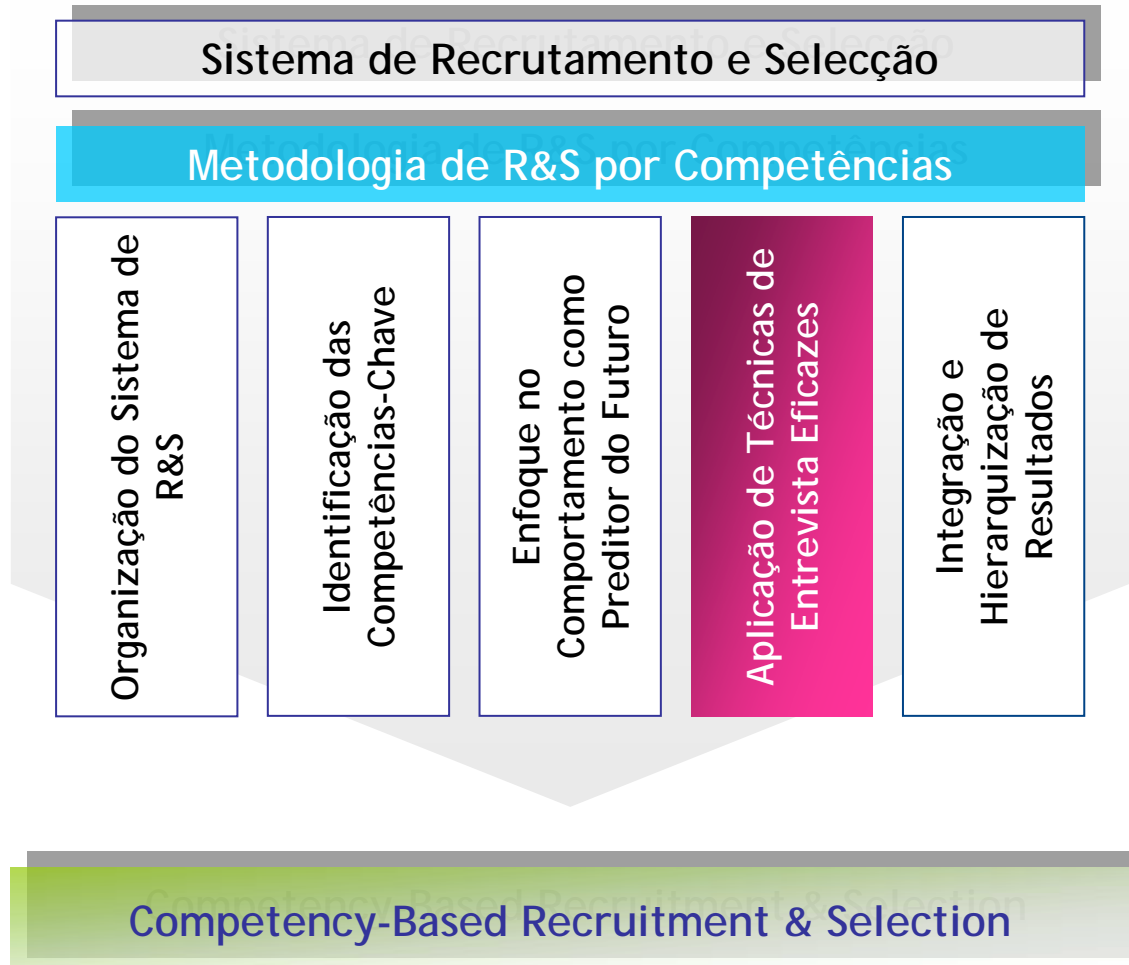 Sistema de Recrutamento e Selecção
Metodologia de R&S por Competências
Organização do Sistema de
R&S
Identificação das
Competências-Chave
Enfoque no
Comportamento como
Preditor do Futuro
Aplicação de Técnicas de
Entrevista Eficazes
Integração e
Hierarquização de
Resultados
Competency-Based Recruitment & Selection